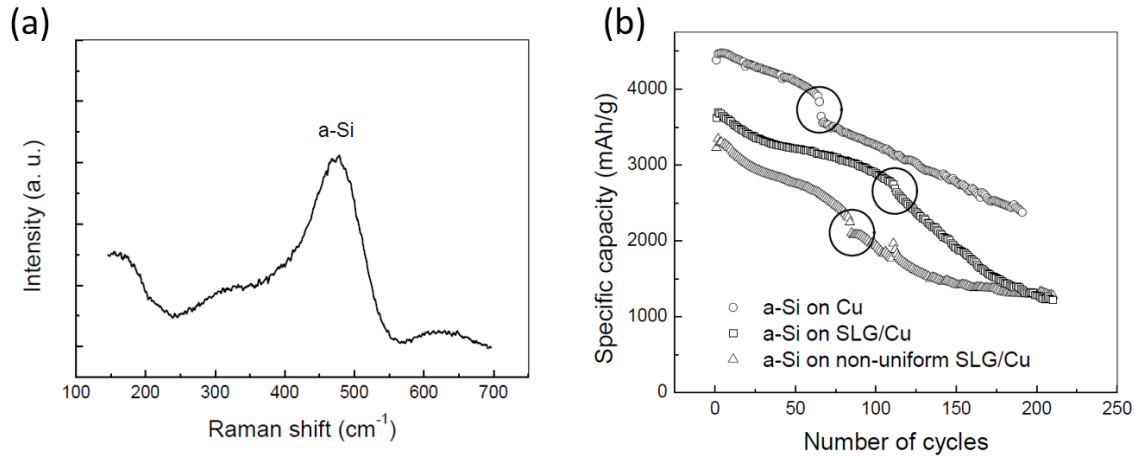 (a)
a-Si
Intensity (a. u.)
100 200 300 400 500 600 700
Raman shift (cm⁻¹)
(b)
4000
3000
2000
1000
0
Specific capacity (mAh/g)
a-Si on Cu
a-Si on SLG/Cu
a-Si on non-uniform SLG/Cu
0 50 100 150 200 250
Number of cycles